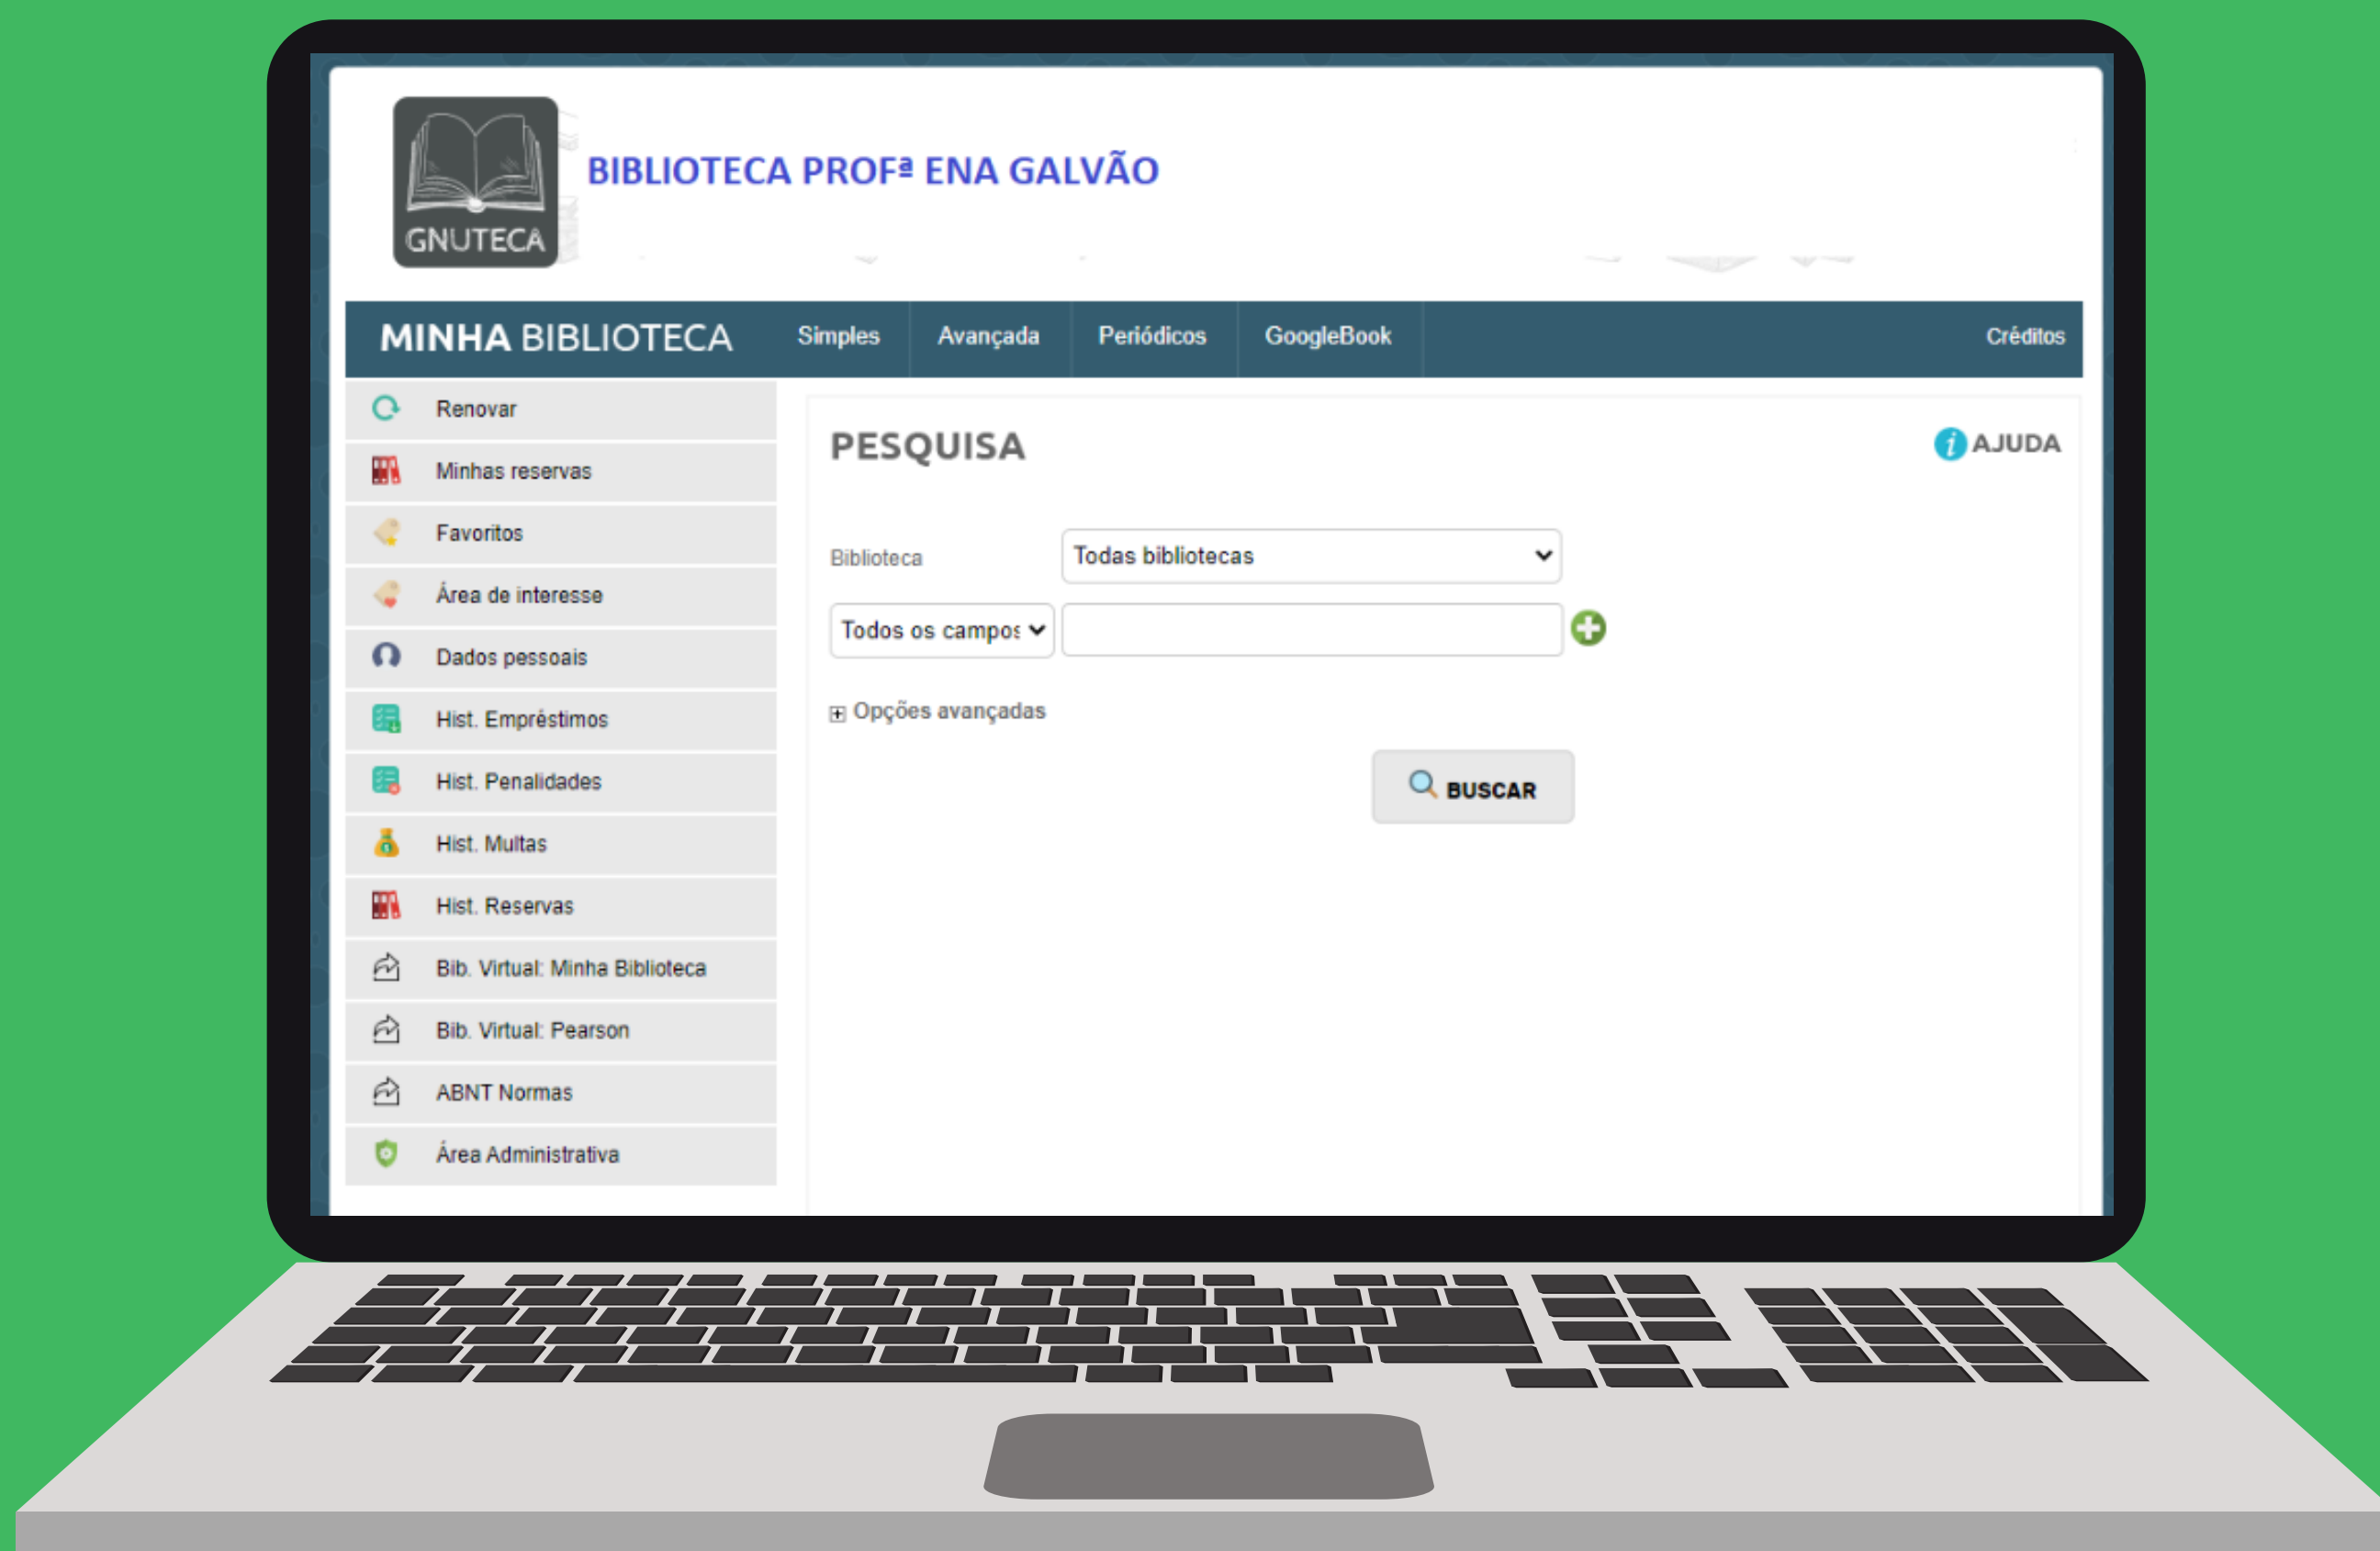 GNUTECA
BIBLIOTECA PROFª ENA GALVÃO
MINHA BIBLIOTECA
Simples
Avançada
Periódicos
GoogleBook
Créditos
Renovar
Minhas reservas
Favoritos
Área de interesse
Dados pessoais
Hist. Empréstimos
Hist. Penalidades
Hist. Multas
Hist. Reservas
Bib. Virtual: Minha Biblioteca
Bib. Virtual: Pearson
ABNT Normas
Área Administrativa
PESQUISA
AJUDA
Biblioteca
Todas bibliotecas
Todos os campos
Opções avançadas
BUSCAR